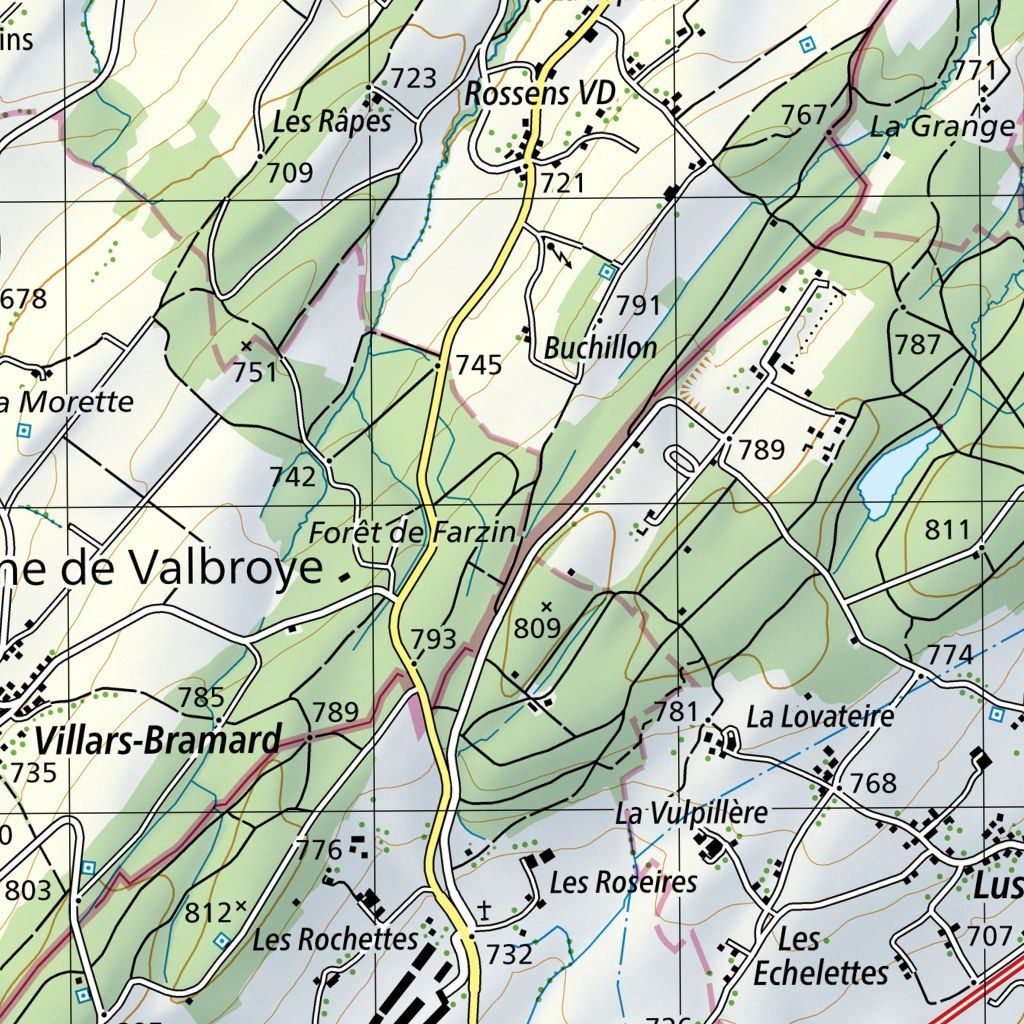 ins
723
Rossens VD
771
767
La Grange
Les Râpes
709
721
678
791
Buchillon
787
745
751
a Morette
789
742
811
Forêt de Farzin
ne de Valbroye
809
793
774
785
789
781
La Lovateire
Villars-Bramard
735
768
La Vulpillère
0
776
803
Les Roseires
Lus
812
Les Rochettes
732
Les
Echelettes
707